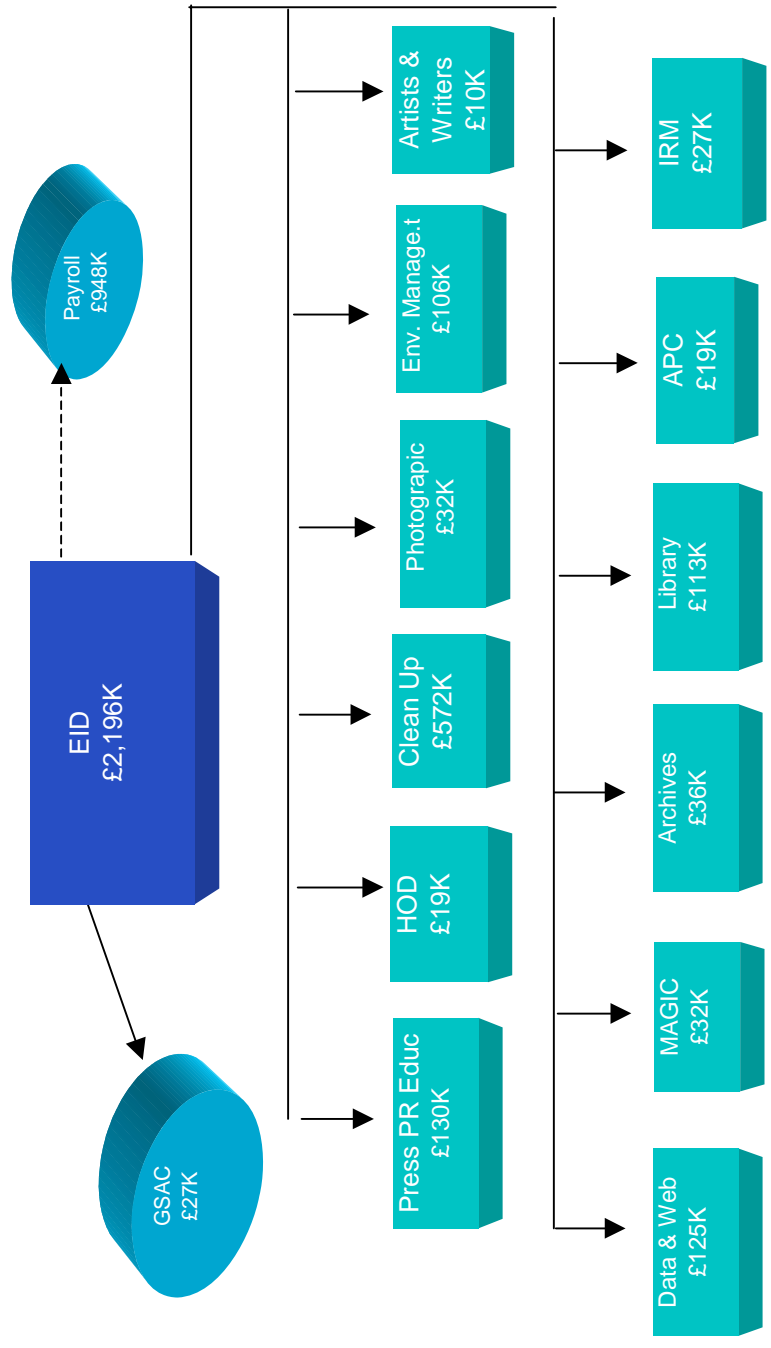 EID
£2,196K
GSAC
£27K
Payroll
£948K
Press PR Educ
£130K
HOD
£19K
Clean Up
£572K
Photograpic
£32K
Env. Manage.t
£106K
Artists &
Writers
£10K
Data & Web
£125K
MAGIC
£32K
Archives
£36K
Library
£113K
APC
£19K
IRM
£27K